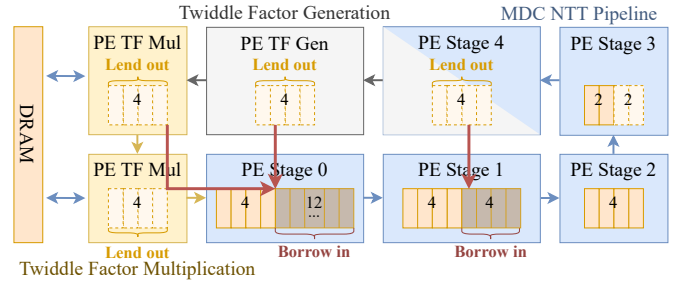 Twiddle Factor Generation
MDC NTT Pipeline
PE TF Mul
Lend out
4
PE TF Gen
Lend out
4
PE Stage 4
Lend out
4
PE Stage 3
2 2
DRAM
PE TF Mul
4
Lend out
PE Stage 0
4 12
...
Borrow in
PE Stage 1
4 4
Borrow in
PE Stage 2
4
Twiddle Factor Multiplication